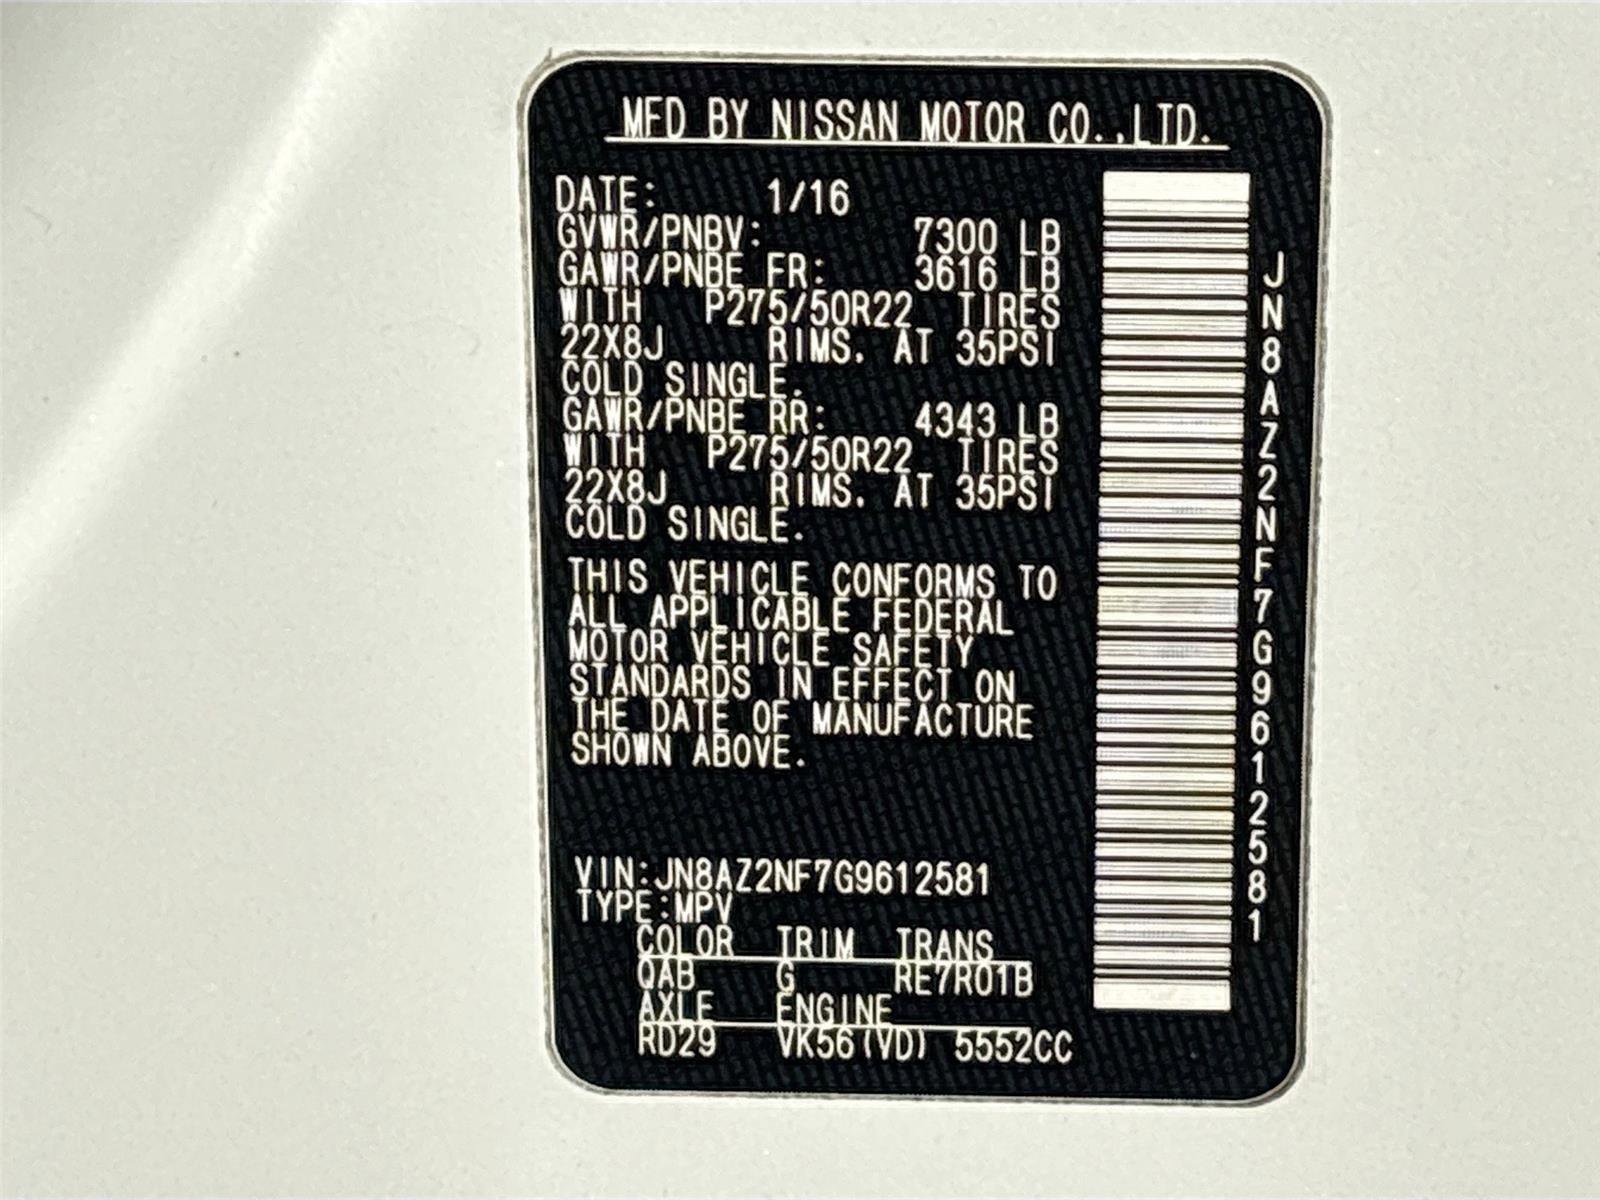 MFD BY NISSAN MOTOR CO.,LTD.
DATE: 1/16
GVWR/PNBV: 7300 LB
GAWR/PNBE FR: 3616 LB
WITH P275/50R22 TIRES
22X8J RIMS. AT 35PSI
COLD SINGLE.
GAWR/PNBE RR: 4343 LB
WITH P275/50R22 TIRES
22X8J RIMS. AT 35PSI
COLD SINGLE.
THIS VEHICLE CONFORMS TO
ALL APPLICABLE FEDERAL
MOTOR VEHICLE SAFETY
STANDARDS IN EFFECT ON
THE DATE OF MANUFACTURE
SHOWN ABOVE.
VIN:JN8AZ2NF7G9612581
TYPE:MPV
COLOR TRIM TRANS
QAB G RE7R01B
AXLE ENGINE
RD29 VK56(VD) 5552CC
JN8AZ2NF7G9612581